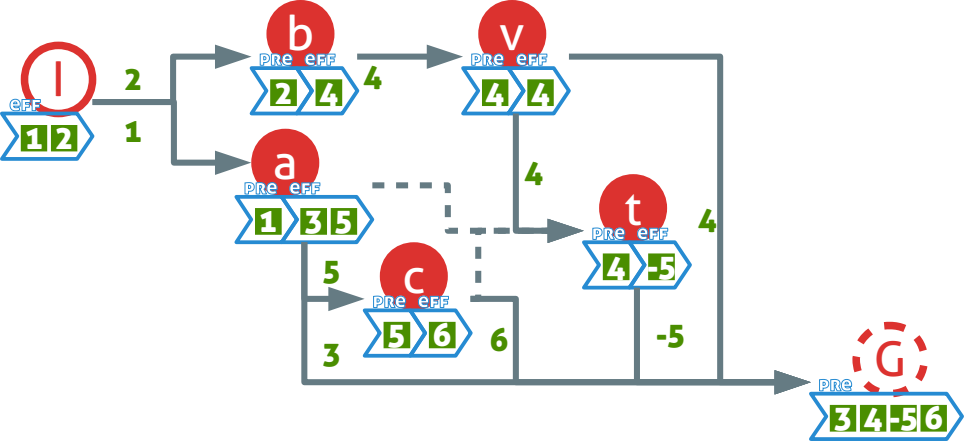 I
eff
1 2
2
1
b
PRE eff
2 4
4
v
PRE eff
4 4
a
PRE eff
1 3 5
4
t
PRE eff
4 -5
4
5
c
PRE eff
5 6
3
6
-5
G
PRE
3 4 -5 6